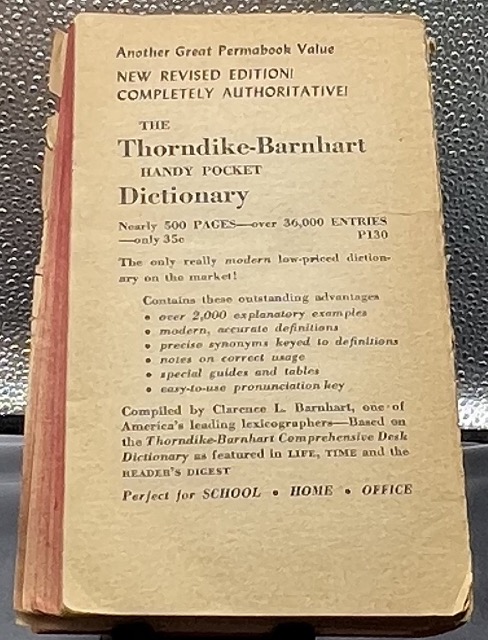 Another Great Permabook Value
NEW REVISED EDITION!
COMPLETELY AUTHORITATIVE!
THE
Thorndike-Barnhart
HANDY POCKET
Dictionary
Nearly 500 PAGES—over 36,000 ENTRIES
—only 35c P130
The only really modern low-priced diction-
ary on the market!
Contains these outstanding advantages
• over 2,000 explanatory examples
• modern, accurate definitions
• precise synonyms keyed to definitions
• notes on correct usage
• special guides and tables
• easy-to-use pronunciation key
Compiled by Clarence L. Barnhart, one of
America's leading lexicographers—Based on
the Thorndike-Barnhart Comprehensive Desk
Dictionary as featured in LIFE, TIME and the
READER'S DIGEST
Perfect for SCHOOL • HOME • OFFICE